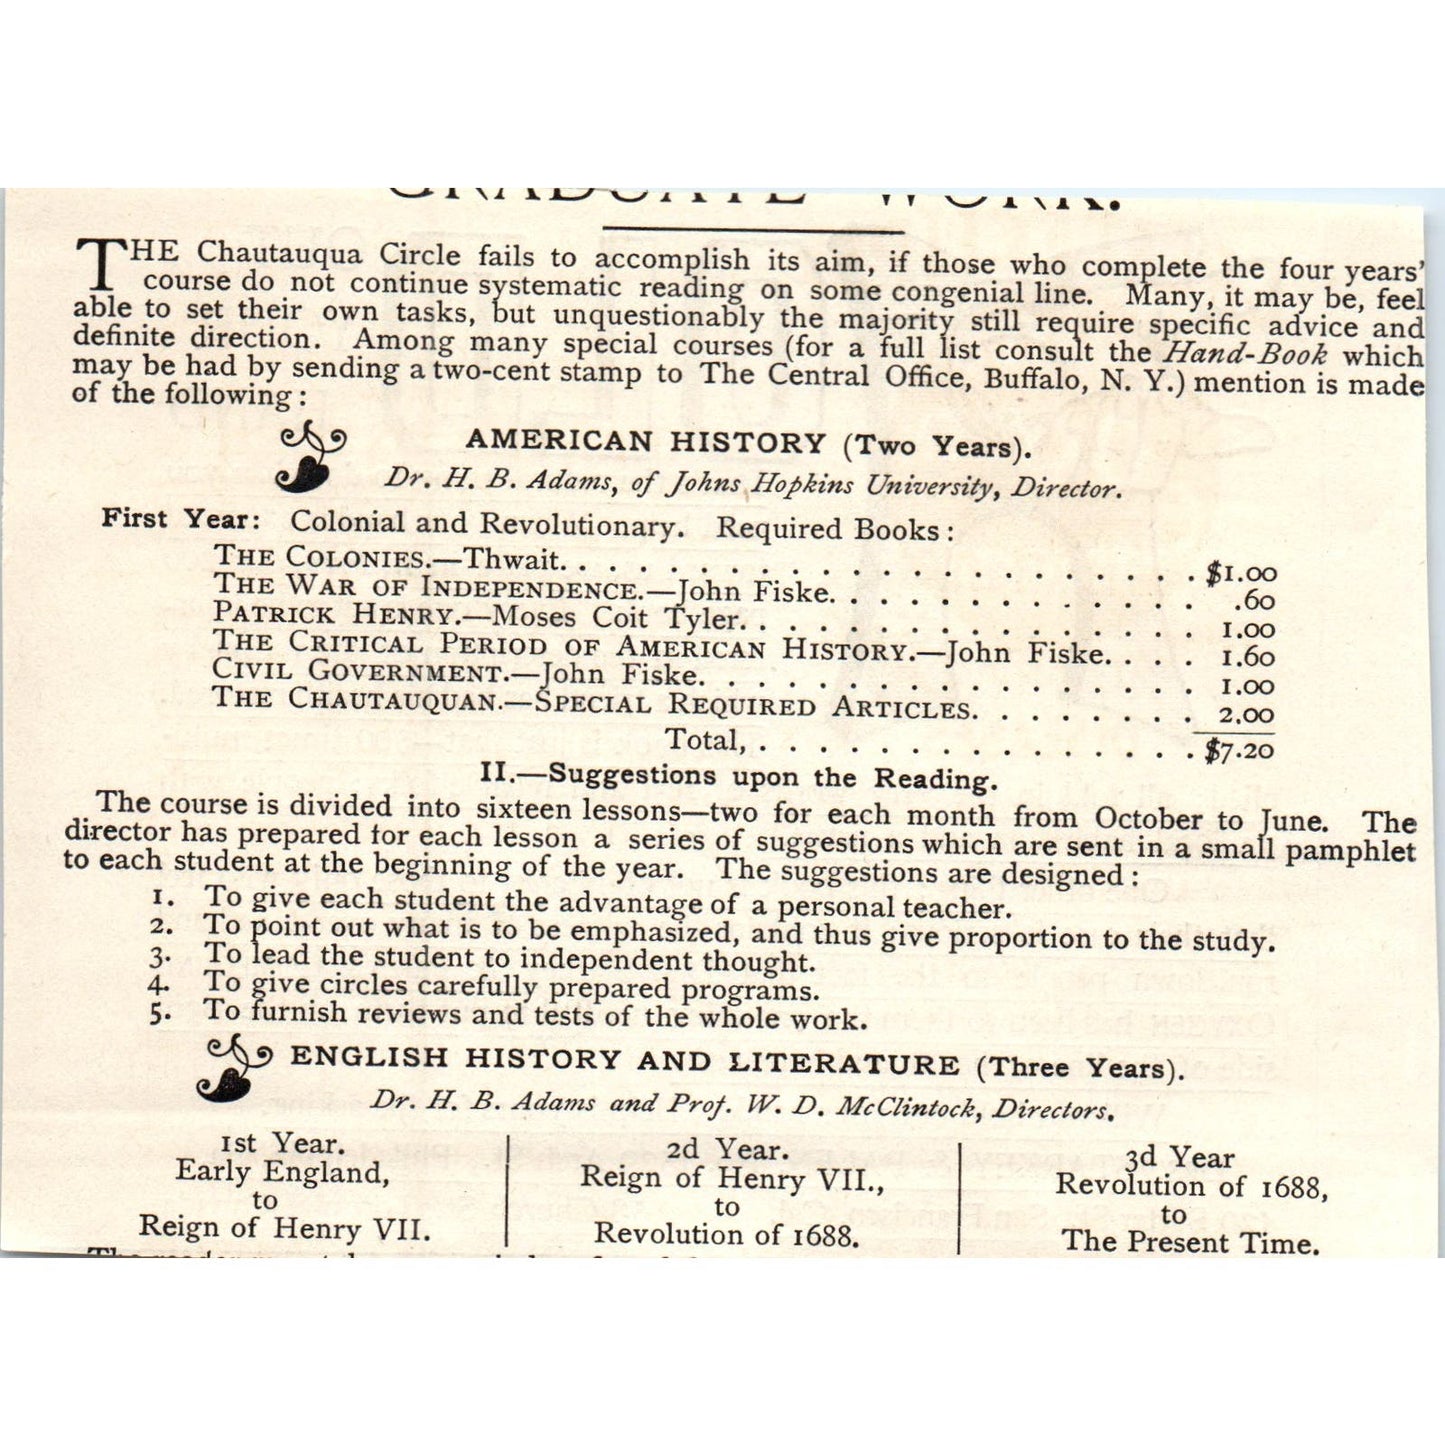 GRADUATE WORK.
THE Chautauqua Circle fails to accomplish its aim, if those who complete the four years’
course do not continue systematic reading on some congenial line. Many, it may be, feel
able to set their own tasks, but unquestionably the majority still require specific advice and
definite direction. Among many special courses (for a full list consult the Hand-Book which
may be had by sending a two-cent stamp to The Central Office, Buffalo, N. Y.) mention is made
of the following:
AMERICAN HISTORY (Two Years).
Dr. H. B. Adams, of Johns Hopkins University, Director.
First Year: Colonial and Revolutionary. Required Books:
THE COLONIES.—Thwait. . . . . . . . . . . . . . . . . . . . . . . $1.00
THE WAR OF INDEPENDENCE.—John Fiske. . . . . . . . . . . . . .60
PATRICK HENRY.—Moses Coit Tyler. . . . . . . . . . . . . . . . . 1.00
THE CRITICAL PERIOD OF AMERICAN HISTORY.—John Fiske. . . . 1.60
CIVIL GOVERNMENT.—John Fiske. . . . . . . . . . . . . . . . . . 1.00
THE CHAUTAUQUAN.—SPECIAL REQUIRED ARTICLES. . . . . . . . 2.00
Total, . . . . . . . . . . . . . . . . $7.20
II.—Suggestions upon the Reading.
The course is divided into sixteen lessons—two for each month from October to June. The
director has prepared for each lesson a series of suggestions which are sent in a small pamphlet
to each student at the beginning of the year. The suggestions are designed:
1. To give each student the advantage of a personal teacher.
2. To point out what is to be emphasized, and thus give proportion to the study.
3. To lead the student to independent thought.
4. To give circles carefully prepared programs.
5. To furnish reviews and tests of the whole work.
ENGLISH HISTORY AND LITERATURE (Three Years).
Dr. H. B. Adams and Prof. W. D. McClintock, Directors.
1st Year.
Early England,
to
Reign of Henry VII.
2d Year.
Reign of Henry VII.,
to
Revolution of 1688.
3d Year
Revolution of 1688,
to
The Present Time.